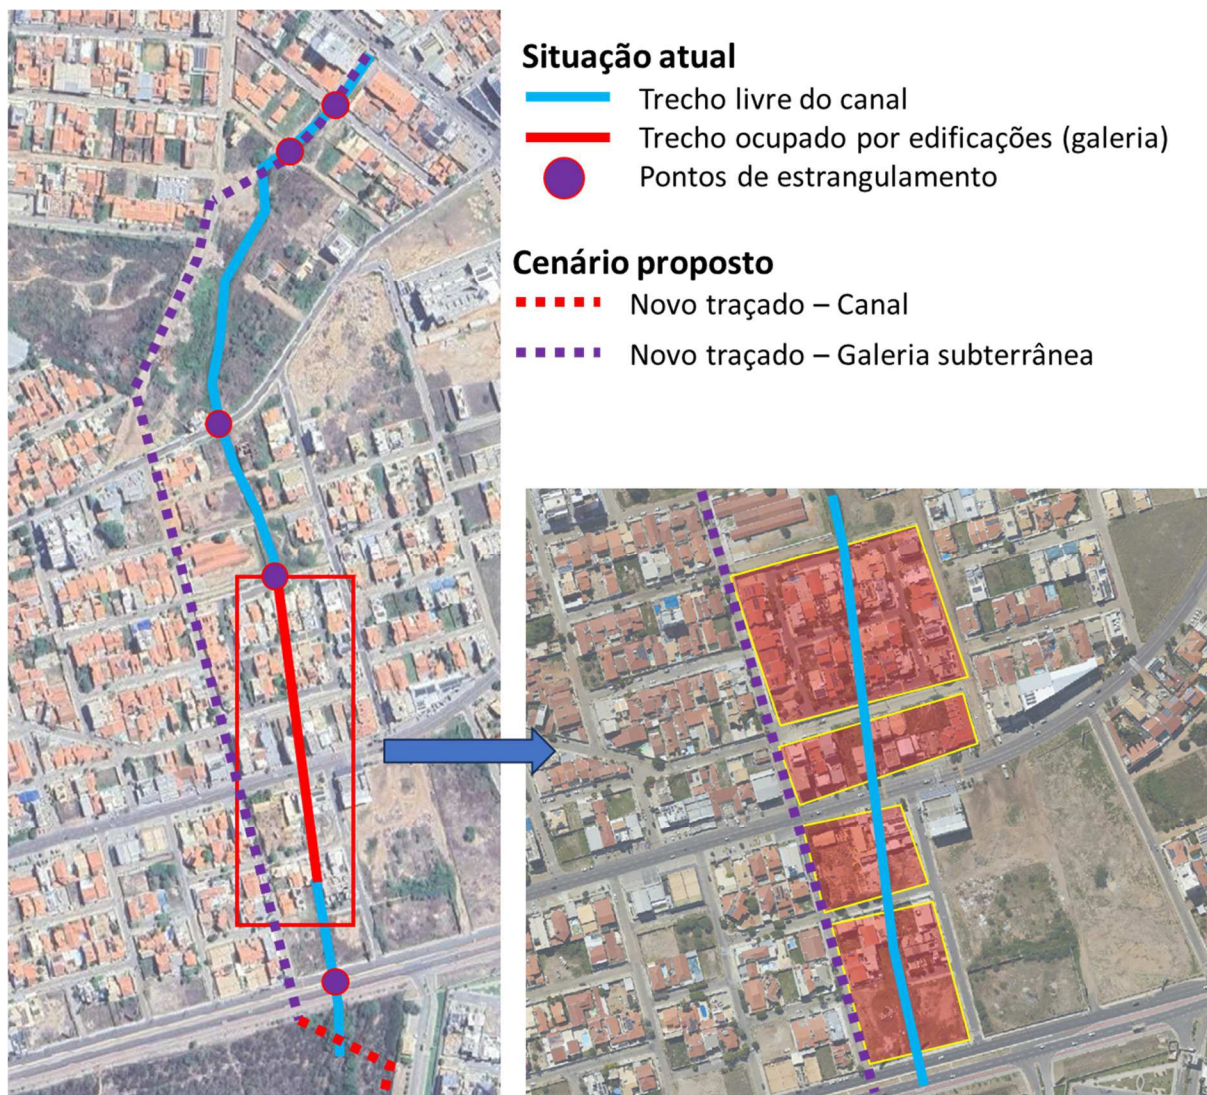 Situação atual
Trecho livre do canal
Trecho ocupado por edificações (galeria)
Pontos de estrangulamento
Cenário proposto
Novo traçado – Canal
Novo traçado – Galeria subterrânea